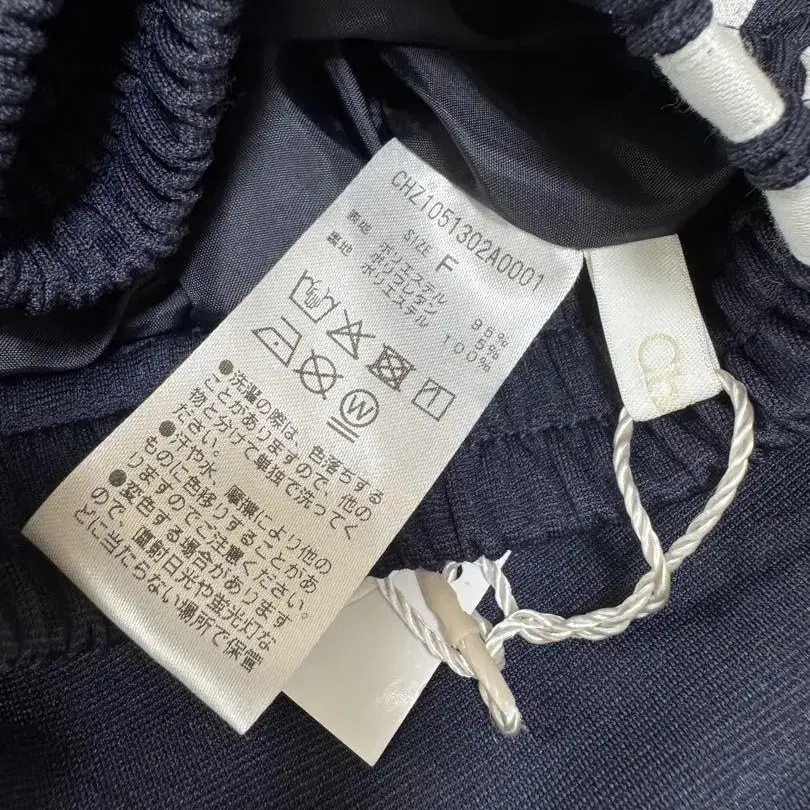 CHZ1051302A0001
SIZE F
表地 ポリエステル 95%
ポリウレタン 5%
裏地 ポリエステル 100%
W
●洗濯の際は、色落ちする
ことがありますので、他の
物と分けて単独で洗ってく
ださい。
●汗や水、摩擦により他の
ものに色移りすることがあ
りますのでご注意ください。
●変色する場合があります
ので、直射日光や蛍光灯な
どに当たらない場所で保管